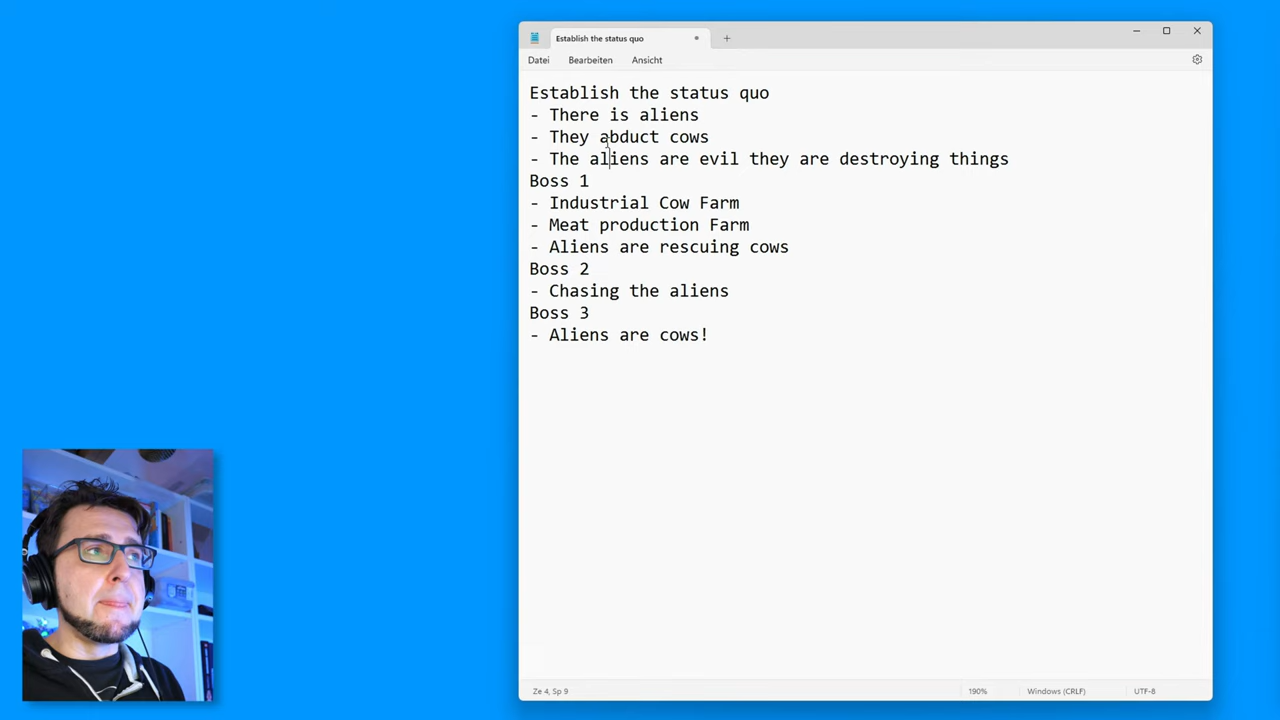 Establish the status quo
Datei Bearbeiten Ansicht
Establish the status quo
- There is aliens
- They abduct cows
- The aliens are evil they are destroying things
Boss 1
- Industrial Cow Farm
- Meat production Farm
- Aliens are rescuing cows
Boss 2
- Chasing the aliens
Boss 3
- Aliens are cows!
Ze 4, Sp 9 190% Windows (CRLF) UTF-8